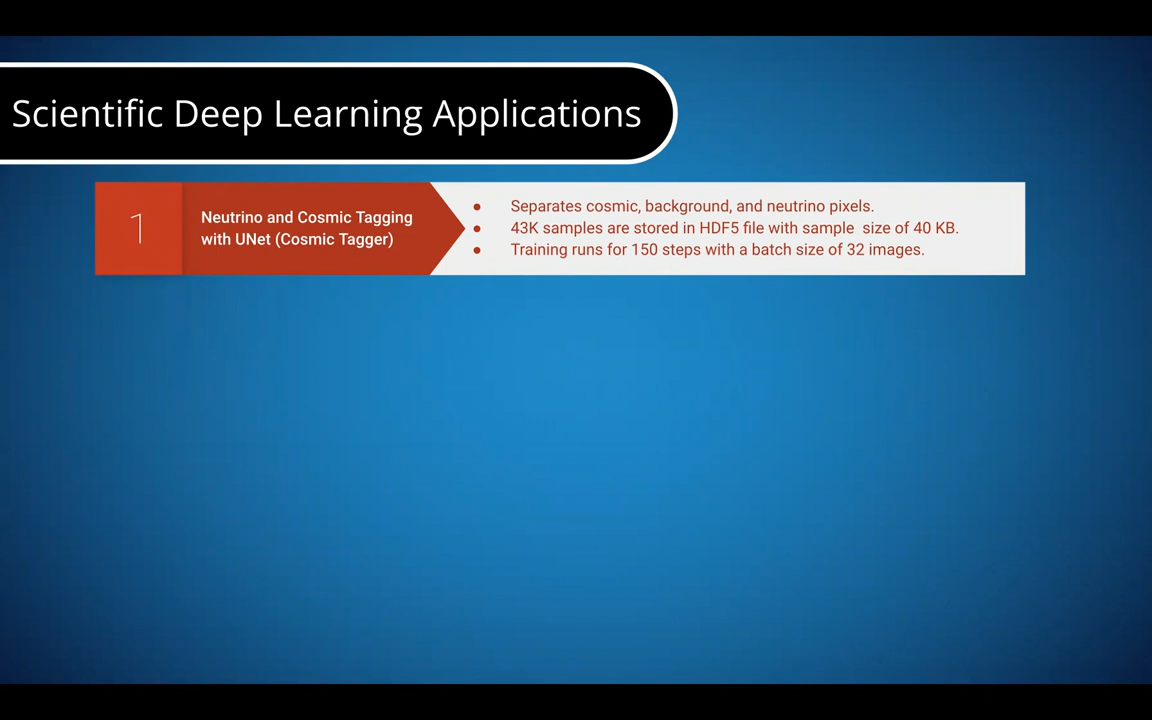 Scientific Deep Learning Applications
1
Neutrino and Cosmic Tagging
with UNet (Cosmic Tagger)
● Separates cosmic, background, and neutrino pixels.
● 43K samples are stored in HDF5 file with sample size of 40 KB.
● Training runs for 150 steps with a batch size of 32 images.